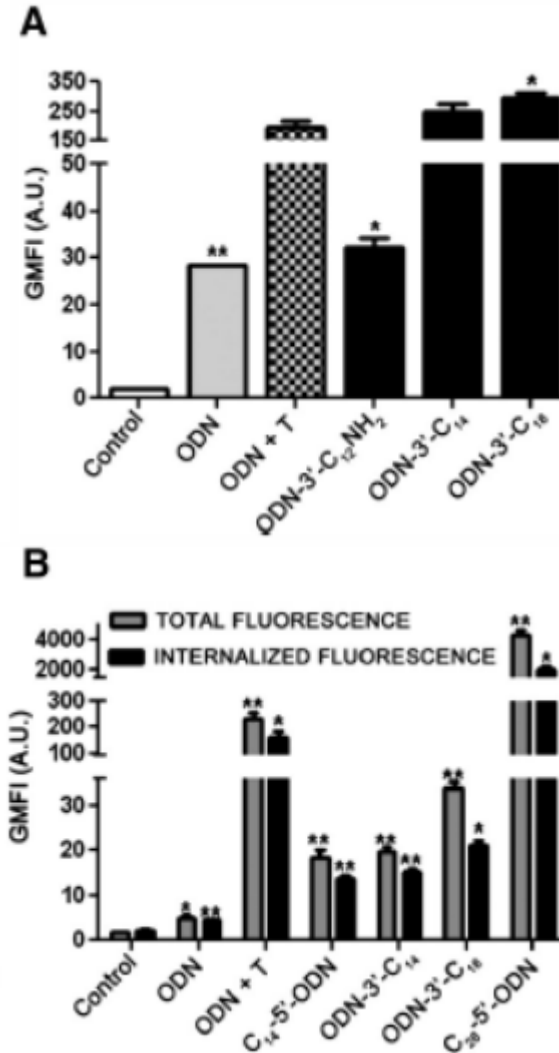 A
GMFI (A.U.)
350
250
150
50
40
30
20
10
0
**
*
*
Control
ODN
ODN + T
ODN-3'-C₁₂NH₂
ODN-3'-C₁₄
ODN-3'-C₁₆
B
GMFI (A.U.)
TOTAL FLUORESCENCE
INTERNALIZED FLUORESCENCE
4000
2000
300
200
100
30
20
10
0
* **
** *
** **
** **
** *
** *
Control
ODN
ODN + T
C₁₄-5'-ODN
ODN-3'-C₁₄
ODN-3'-C₁₆
C₂₈-5'-ODN